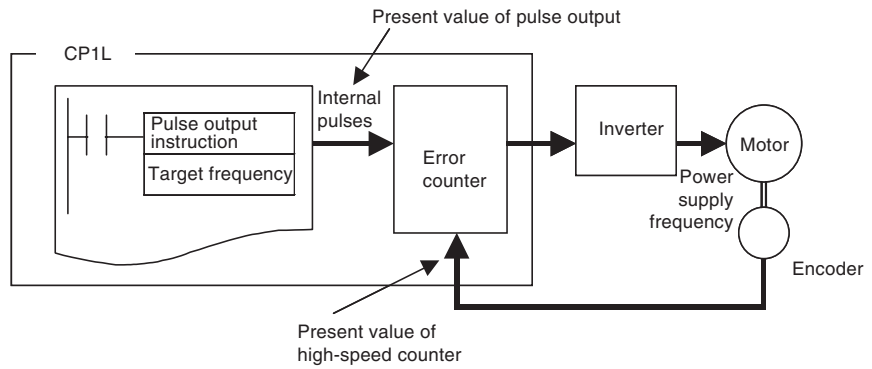 Present value of pulse output
CP1L
Internal
pulses
Pulse output
instruction
Target frequency
Error
counter
Inverter
Motor
Power
supply
frequency
Encoder
Present value of
high-speed counter